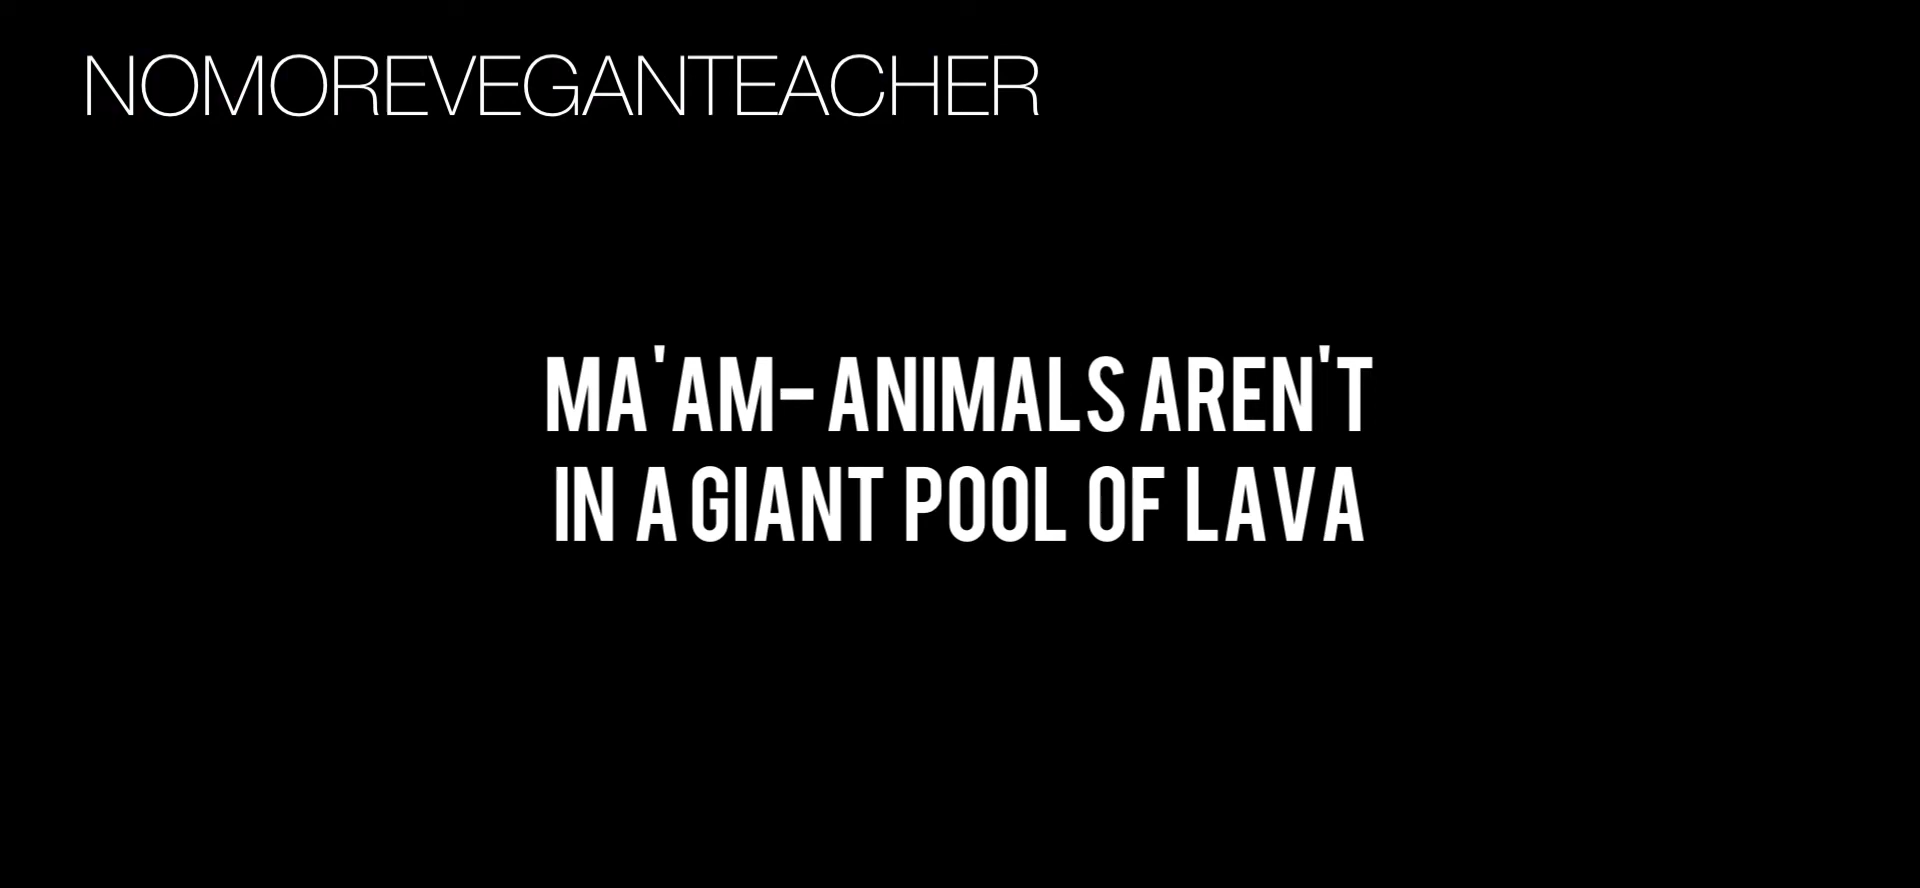 NOMOREVEGANTEACHER
MA'AM- ANIMALS AREN'T
IN A GIANT POOL OF LAVA